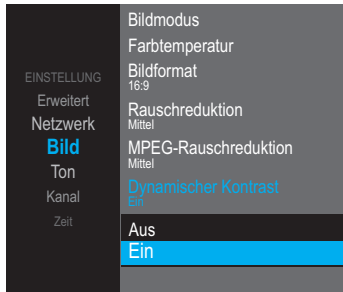 EINSTELLUNG
Erweitert
Netzwerk
Bild
Ton
Kanal
Zeit
Bildmodus
Farbtemperatur
Bildformat
16:9
Rauschreduktion
Mittel
MPEG-Rauschreduktion
Mittel
Dynamischer Kontrast
Ein
Aus
Ein